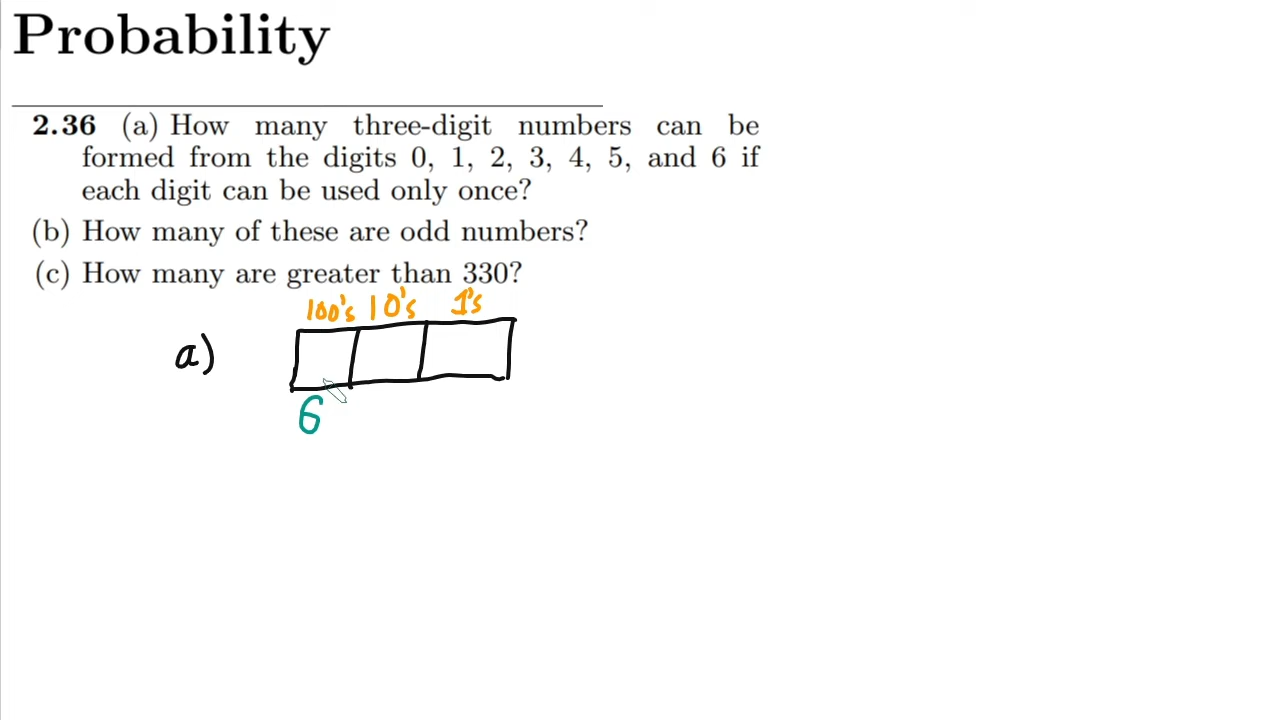 Probability
2.36 (a) How many three-digit numbers can be
formed from the digits 0, 1, 2, 3, 4, 5, and 6 if
each digit can be used only once?
(b) How many of these are odd numbers?
(c) How many are greater than 330?
100's 10's 1's
a)
6